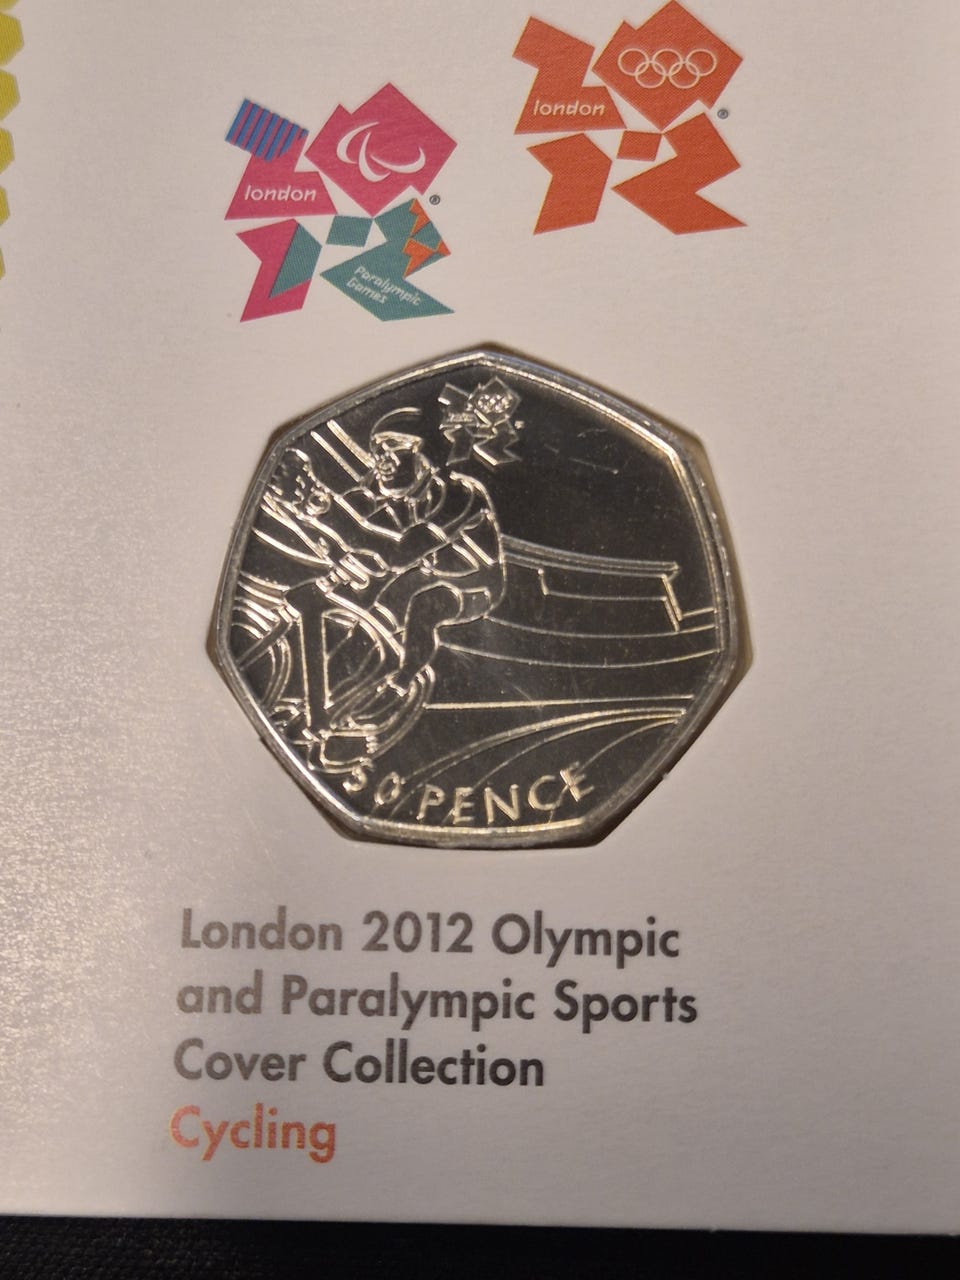 london
london
Paralympic
Games
50 PENCE
London 2012 Olympic
and Paralympic Sports
Cover Collection
Cycling